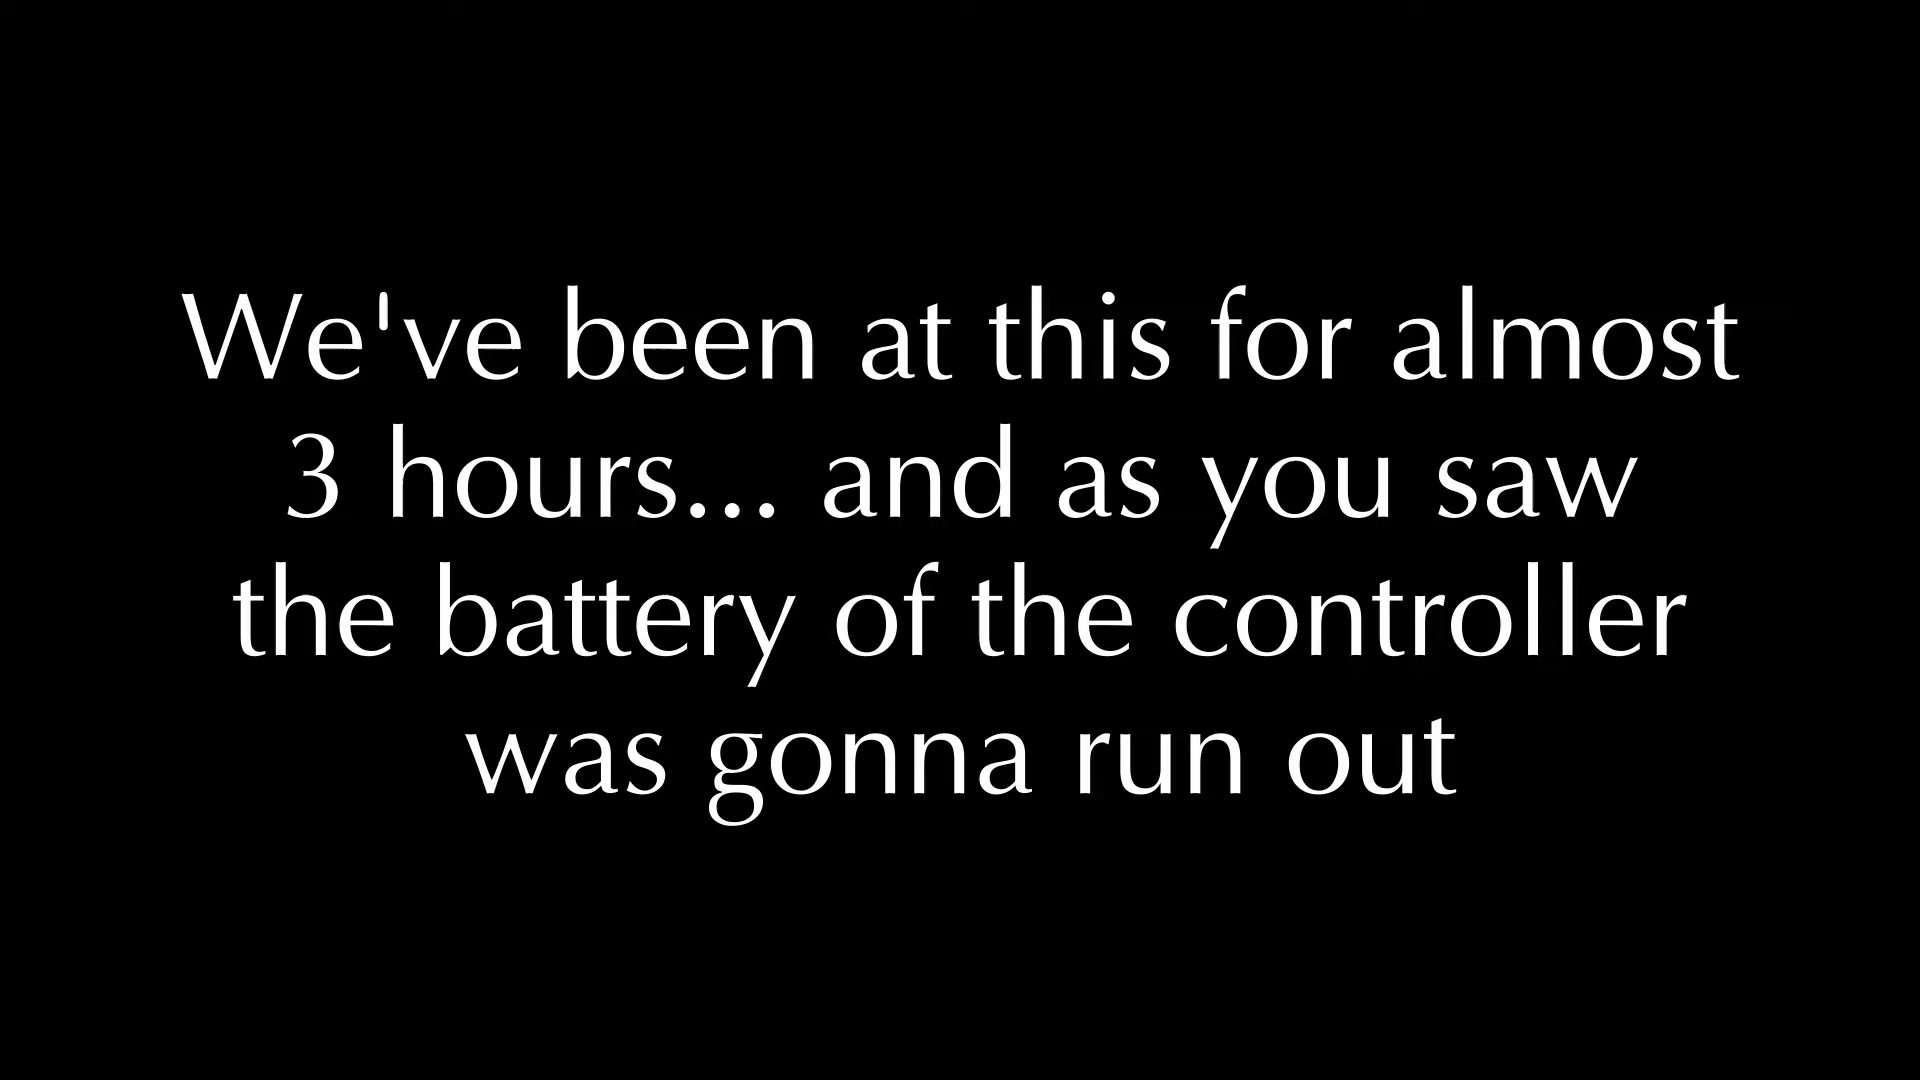 We've been at this for almost
3 hours... and as you saw
the battery of the controller
was gonna run out